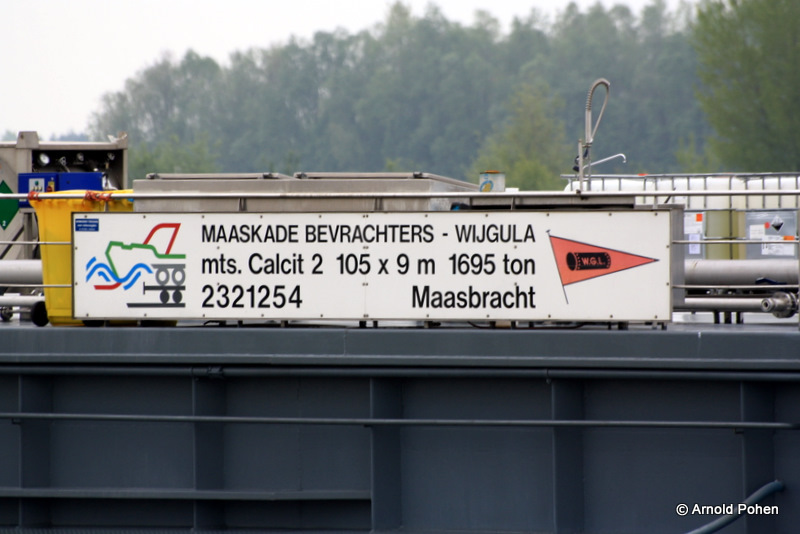 MAASKADE BEVRACHTERS - WIJGULA
mts. Calcit 2 105 x 9 m 1695 ton
2321254 Maasbracht
W.G.L.
© Arnold Pohen